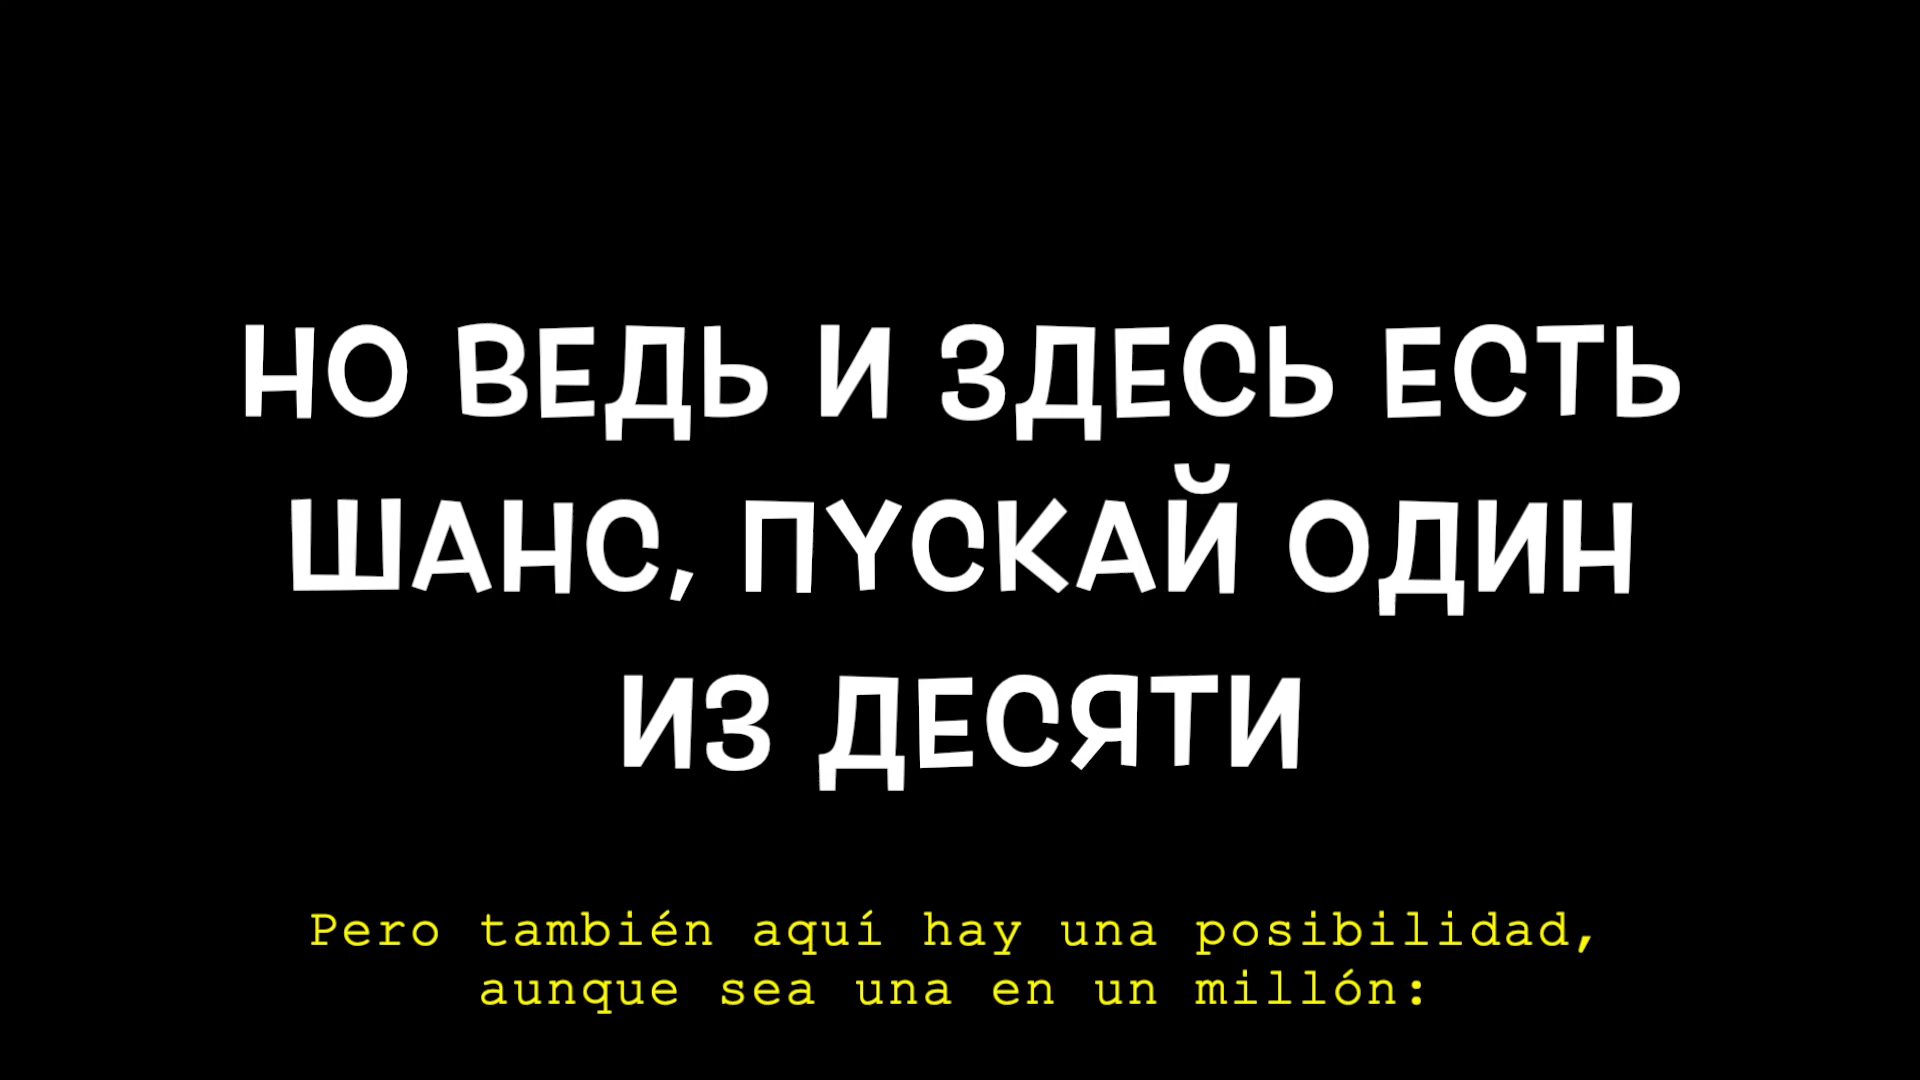 НО ВЕДЬ И ЗДЕСЬ ЕСТЬ
ШАНС, ПУСКАЙ ОДИН
ИЗ ДЕСЯТИ
Pero también aquí hay una posibilidad,
aunque sea una en un millón: